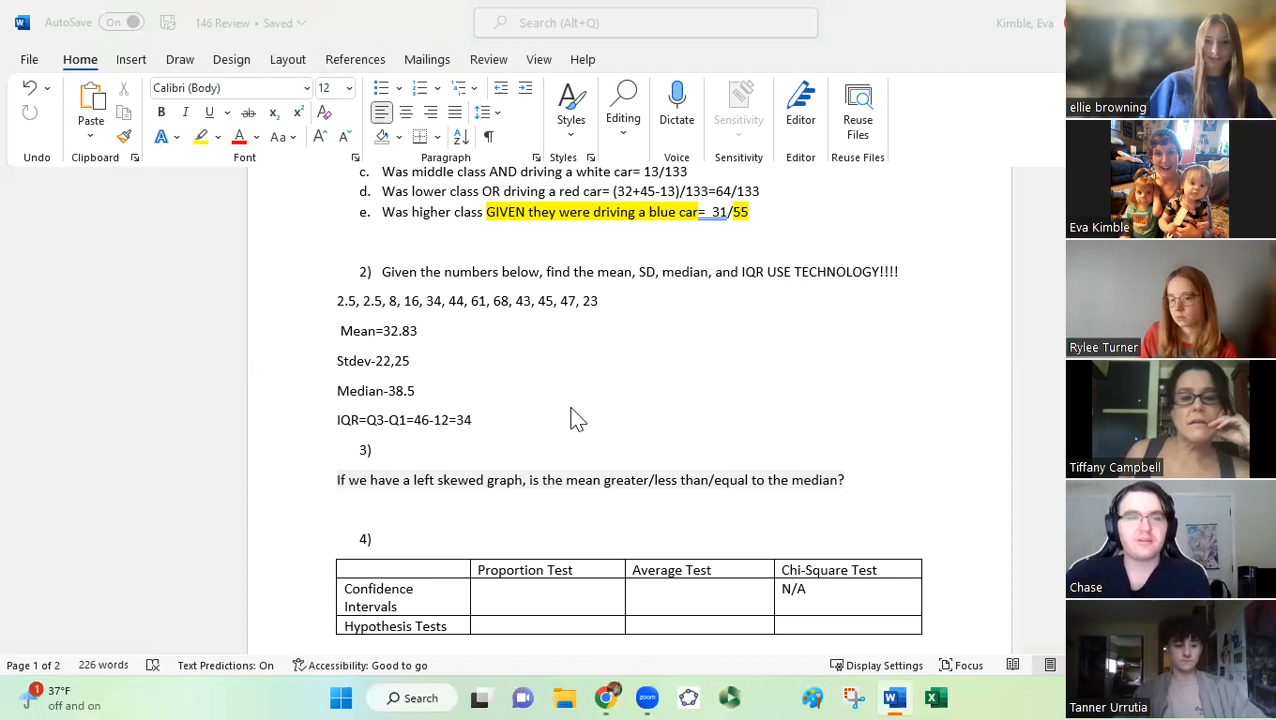 AutoSave On 146 Review • Saved Search (Alt+Q) Kimble, Eva
File Home Insert Draw Design Layout References Mailings Review View Help
Calibri (Body) 12
Paste Styles Editing Dictate Sensitivity Editor Reuse Files
Undo Clipboard Font Paragraph Styles Voice Sensitivity Editor Reuse Files
c. Was middle class AND driving a white car= 13/133
d. Was lower class OR driving a red car= (32+45-13)/133=64/133
e. Was higher class GIVEN they were driving a blue car= 31/55
2) Given the numbers below, find the mean, SD, median, and IQR USE TECHNOLOGY!!!!
2.5, 2.5, 8, 16, 34, 44, 61, 68, 43, 45, 47, 23
Mean=32.83
Stdev-22,25
Median-38.5
IQR=Q3-Q1=46-12=34
3)
If we have a left skewed graph, is the mean greater/less than/equal to the median?
4)
Proportion Test Average Test Chi-Square Test
Confidence Intervals N/A
Hypothesis Tests
Page 1 of 2 226 words Text Predictions: On Accessibility: Good to go Display Settings Focus
1 37°F
off and on
Search
ellie browning
Eva Kimble
Rylee Turner
Tiffany Campbell
Chase
Tanner Urrutia